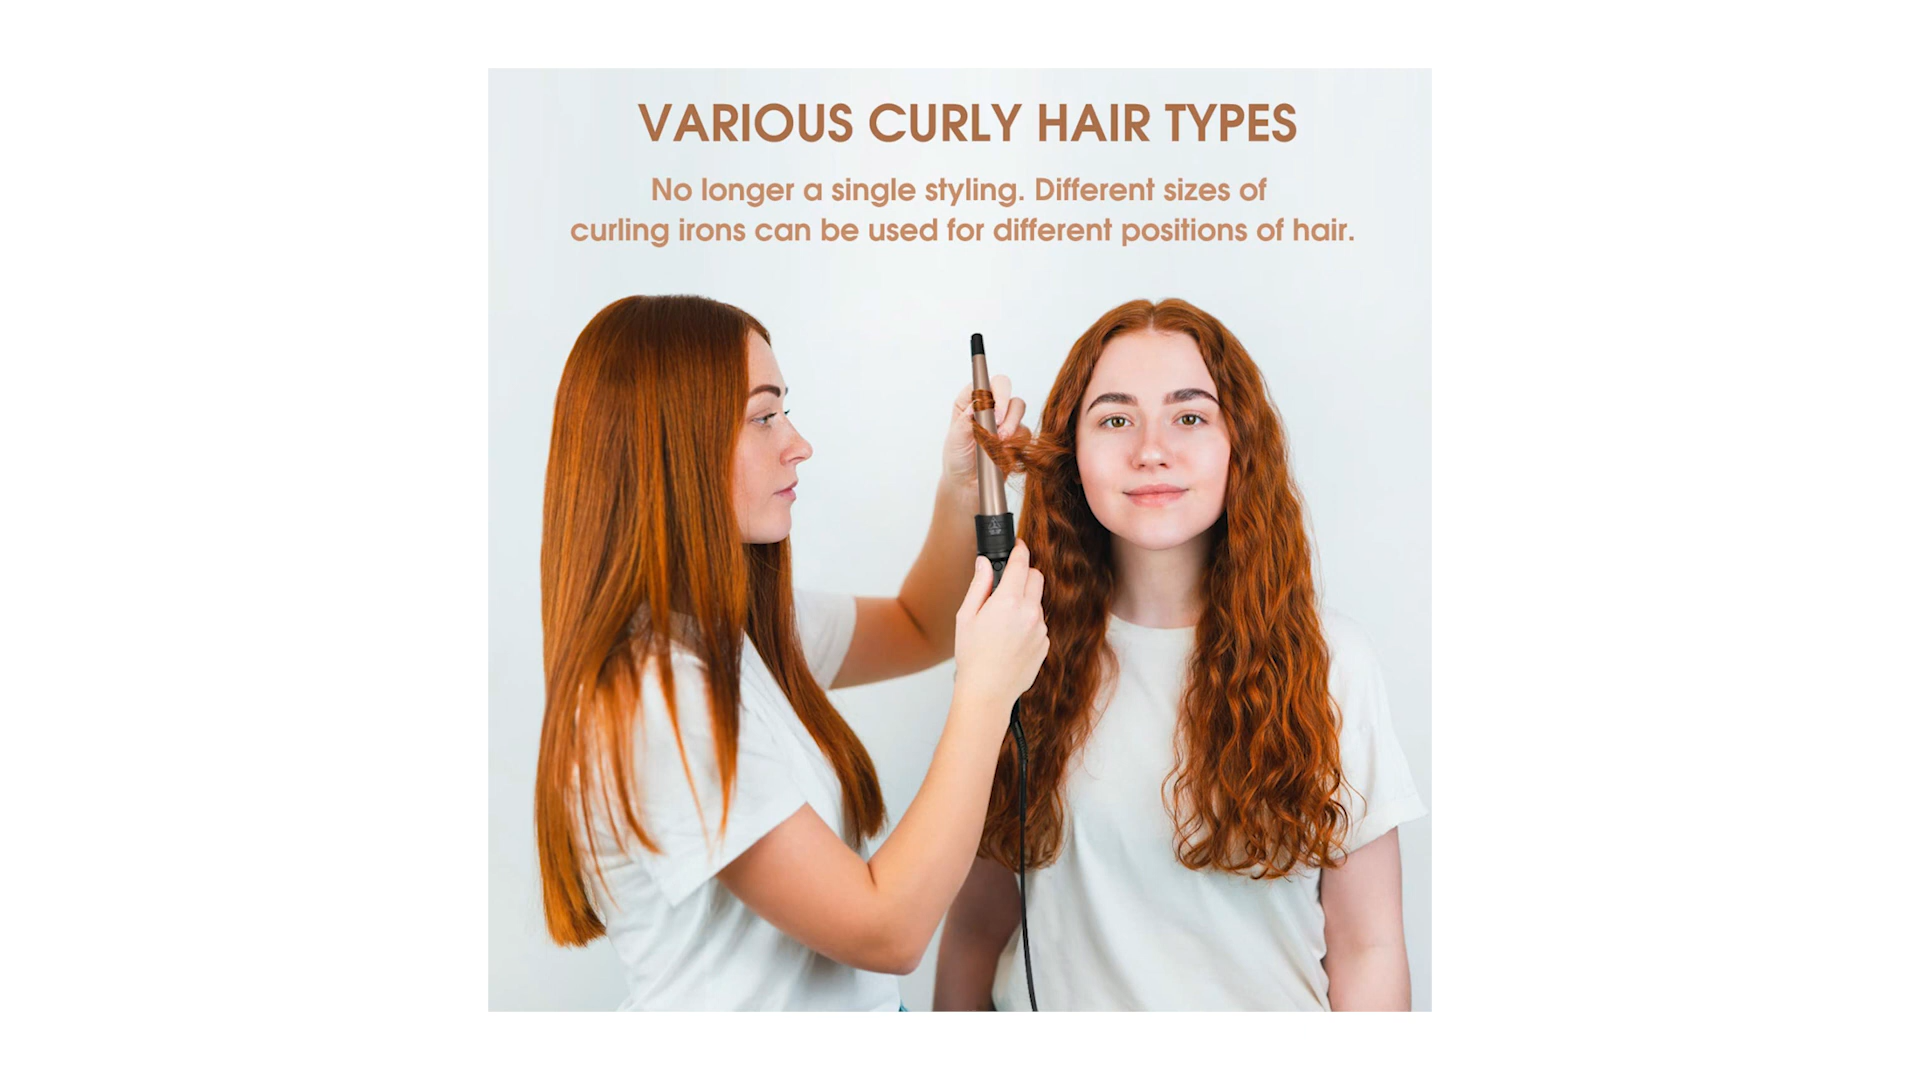 VARIOUS CURLY HAIR TYPES
No longer a single styling. Different sizes of
curling irons can be used for different positions of hair.